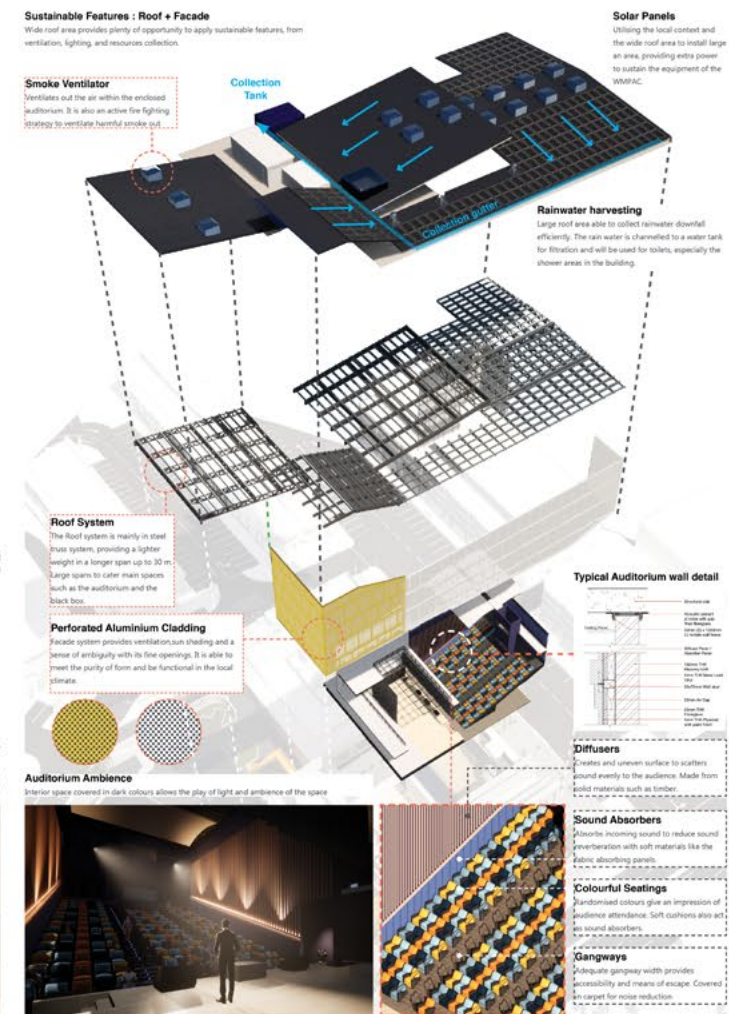 Sustainable Features : Roof + Facade
Wide roof area provides plenty of opportunity to apply sustainable features, from
ventilation, lighting, and resources collection.
Solar Panels
Utilising the local context and
the wide roof area to install large
an area, providing extra power
to sustain the equipment of the
WMPAC.
Smoke Ventilator
Ventilates out the air within the enclosed
auditorium. It is also an active fire fighting
strategy to ventilate harmful smoke out
Collection
Tank
Collection gutter
Rainwater harvesting
Large roof area able to collect rainwater downfall
efficiently. The rain water is channelled to a water tank
for filtration and will be used for toilets, especially the
shower areas in the building.
Roof System
The Roof system is mainly in steel
truss system, providing a lighter
weight in a longer span up to 30 m.
Large spans to cater main spaces
such as the auditorium and the
black box.
Perforated Aluminium Cladding
Facade system provides ventilation,sun shading and a
sense of ambiguity with its fine openings. It is able to
meet the purity of form and be functional in the local
climate.
Typical Auditorium wall detail
Diffusers
Creates and uneven surface to scatters
sound evenly to the audience. Made from
solid materials such as timber.
Sound Absorbers
Absorbs incoming sound to reduce sound
reverberation with soft materials like the
fabric absorbing panels.
Colourful Seatings
Randomised colours give an impression of
audience attendance. Soft cushions also act
as sound absorbers.
Gangways
Adequate gangway width provides
accessibility and means of escape. Covered
in carpet for noise reduction.
Auditorium Ambience
Interior space covered in dark colours allows the play of light and ambience of the space